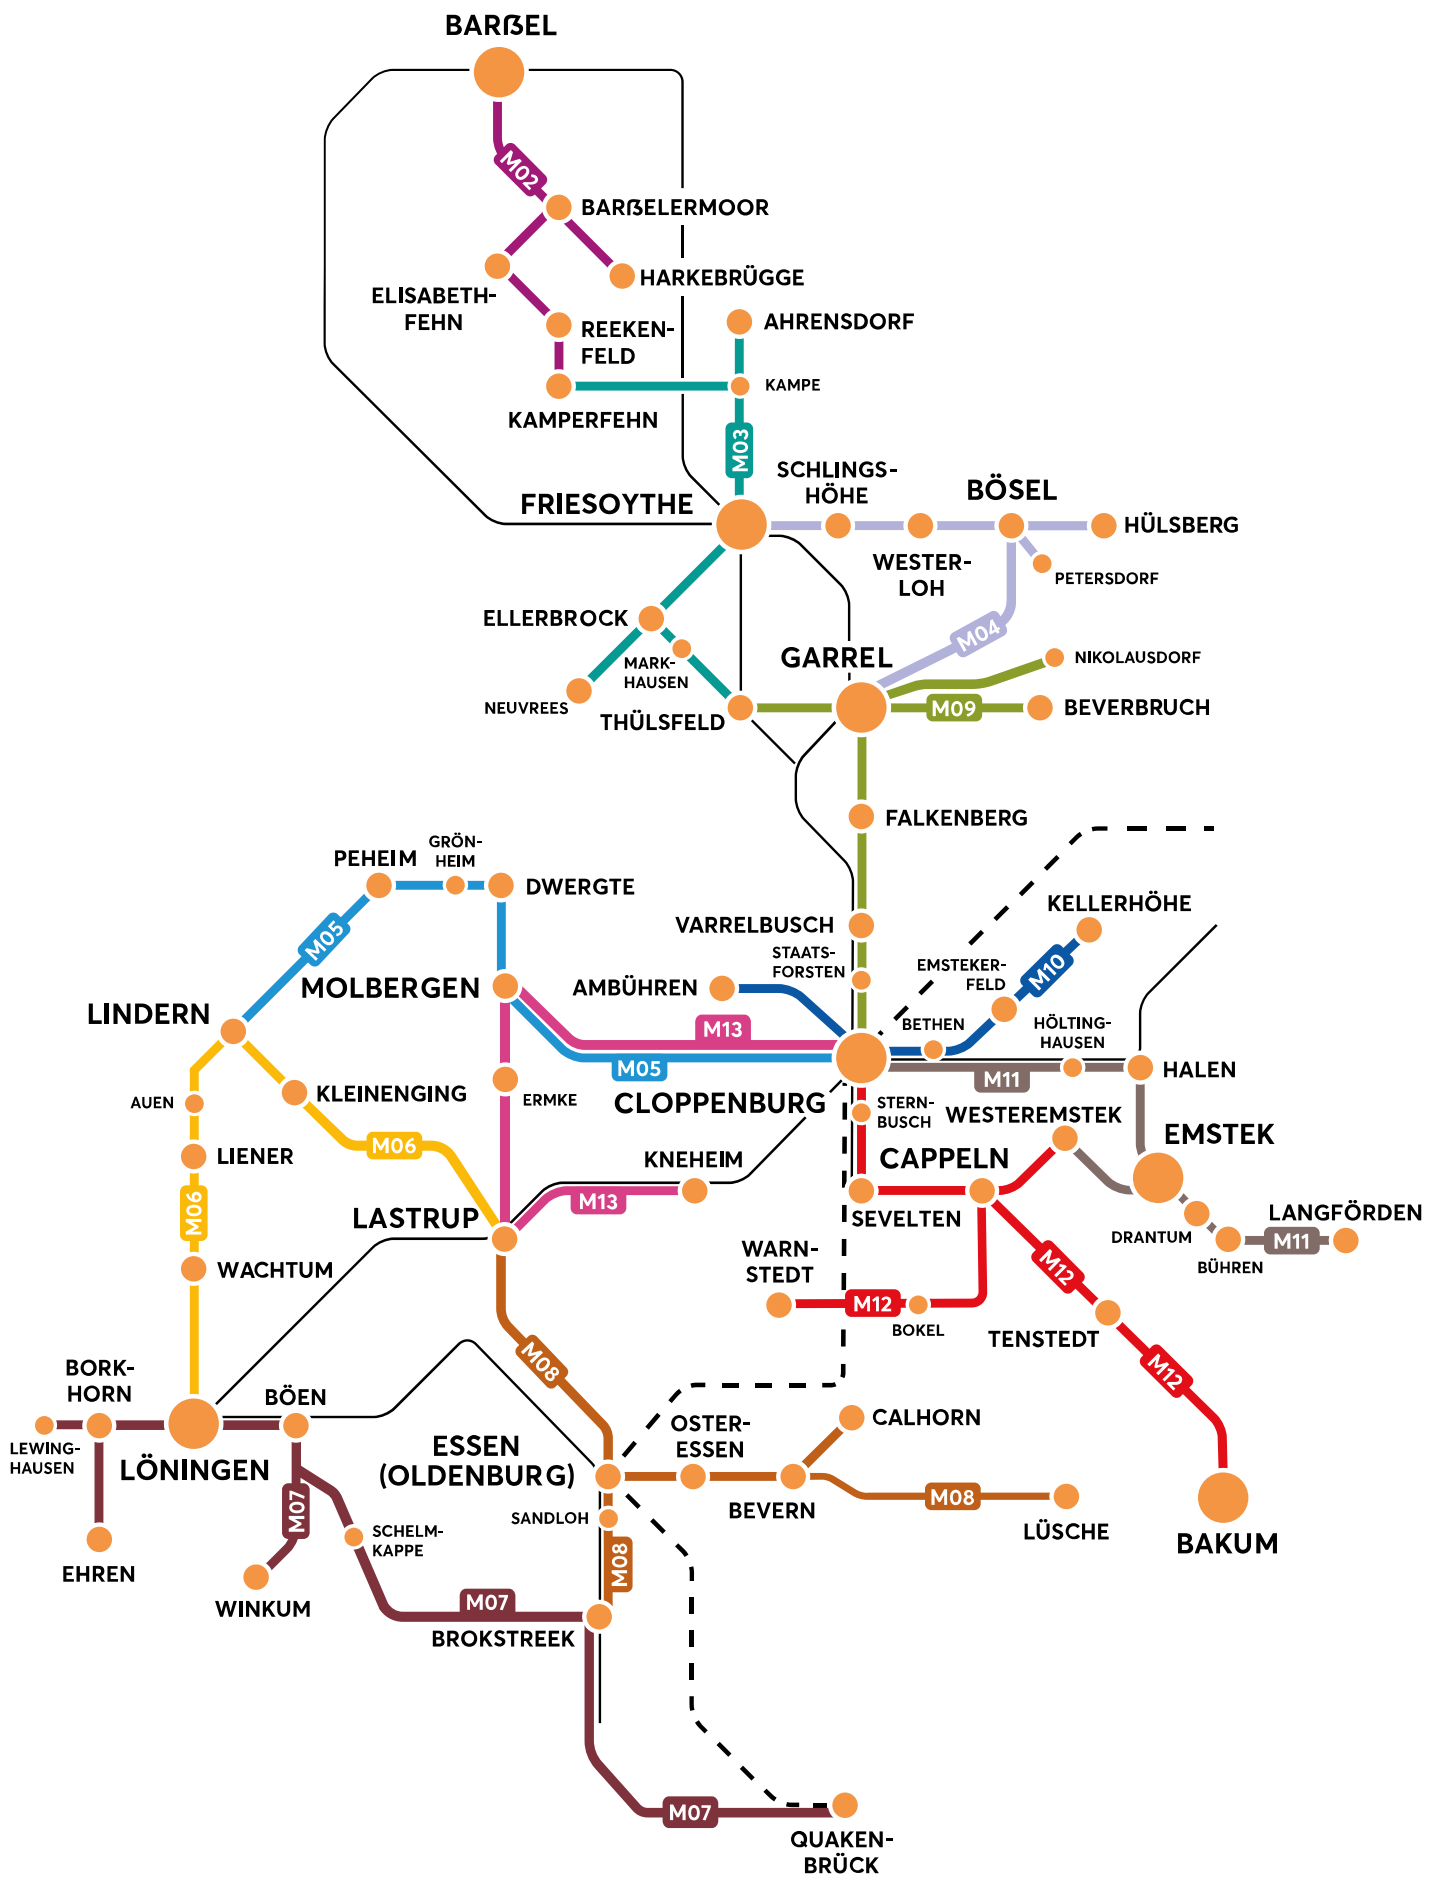 BARẞEL
M02
BARẞELERMOOR
HARKEBRÜGGE
ELISABETH-
FEHN
REEKEN-
FELD
AHRENSDORF
KAMPE
KAMPERFEHN
M03
SCHLINGS-
HÖHE
BÖSEL
FRIESOYTHE
HÜLSBERG
WESTER-
LOH
PETERSDORF
ELLERBROCK
M04
MARK-
HAUSEN
GARREL
NIKOLAUSDORF
NEUVREES
THÜLSFELD
M09
BEVERBRUCH
FALKENBERG
GRÖN-
HEIM
PEHEIM
DWERGTE
KELLERHÖHE
M05
VARRELBUSCH
STAATS-
FORSTEN
EMSTEKER-
FELD
M10
MOLBERGEN
AMBÜHREN
LINDERN
M13
BETHEN
HÖLTING-
HAUSEN
M05
M11
HALEN
KLEINENGING
AUEN
ERMKE
CLOPPENBURG
STERN-
BUSCH
WESTEREMSTEK
EMSTEK
M06
LIENER
KNEHEIM
CAPPELN
M06
M13
LASTRUP
SEVELTEN
LANGFÖRDEN
DRANTUM
M11
BÜHREN
WARN-
STEDT
WACHTUM
M12
M12
BOKEL
TENSTEDT
M08
M12
BORK-
HORN
BÖEN
LEWING-
HAUSEN
LÖNINGEN
ESSEN
(OLDENBURG)
OSTER-
ESSEN
CALHORN
BEVERN
M08
LÜSCHE
BAKUM
M07
SANDLOH
SCHELM-
KAPPE
M08
EHREN
WINKUM
M07
BROKSTREEK
M07
QUAKEN-
BRÜCK